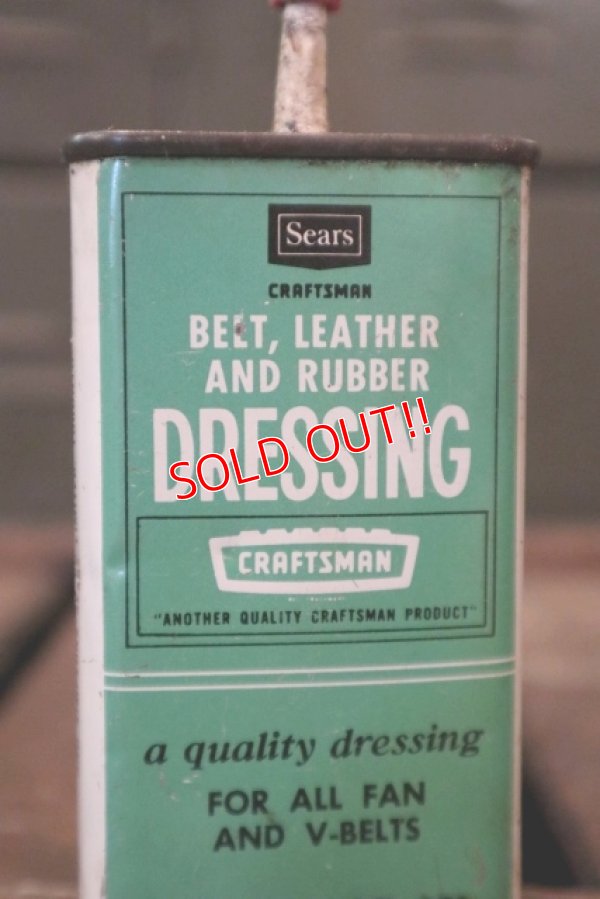 Sears
CRAFTSMAN
BELT, LEATHER
AND RUBBER
DRESSING
SOLD OUT!!
CRAFTSMAN
"ANOTHER QUALITY CRAFTSMAN PRODUCT"
a quality dressing
FOR ALL FAN
AND V-BELTS